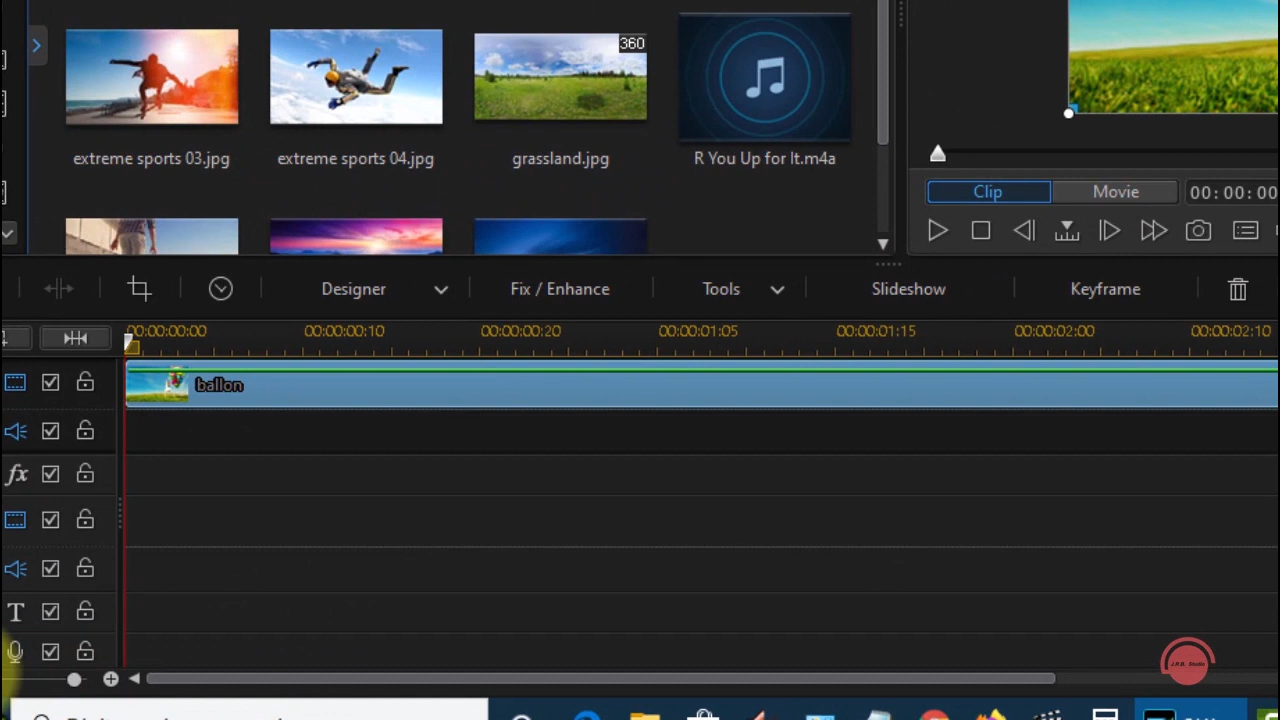 360
extreme sports 03.jpg
extreme sports 04.jpg
grassland.jpg
R You Up for It.m4a
Clip
Movie
00:00:00
Designer
Fix / Enhance
Tools
Slideshow
Keyframe
00:00:00:00
00:00:00:10
00:00:00:20
00:00:01:05
00:00:01:15
00:00:02:00
00:00:02:10
ballon
fx
T
J.R.B. Studio